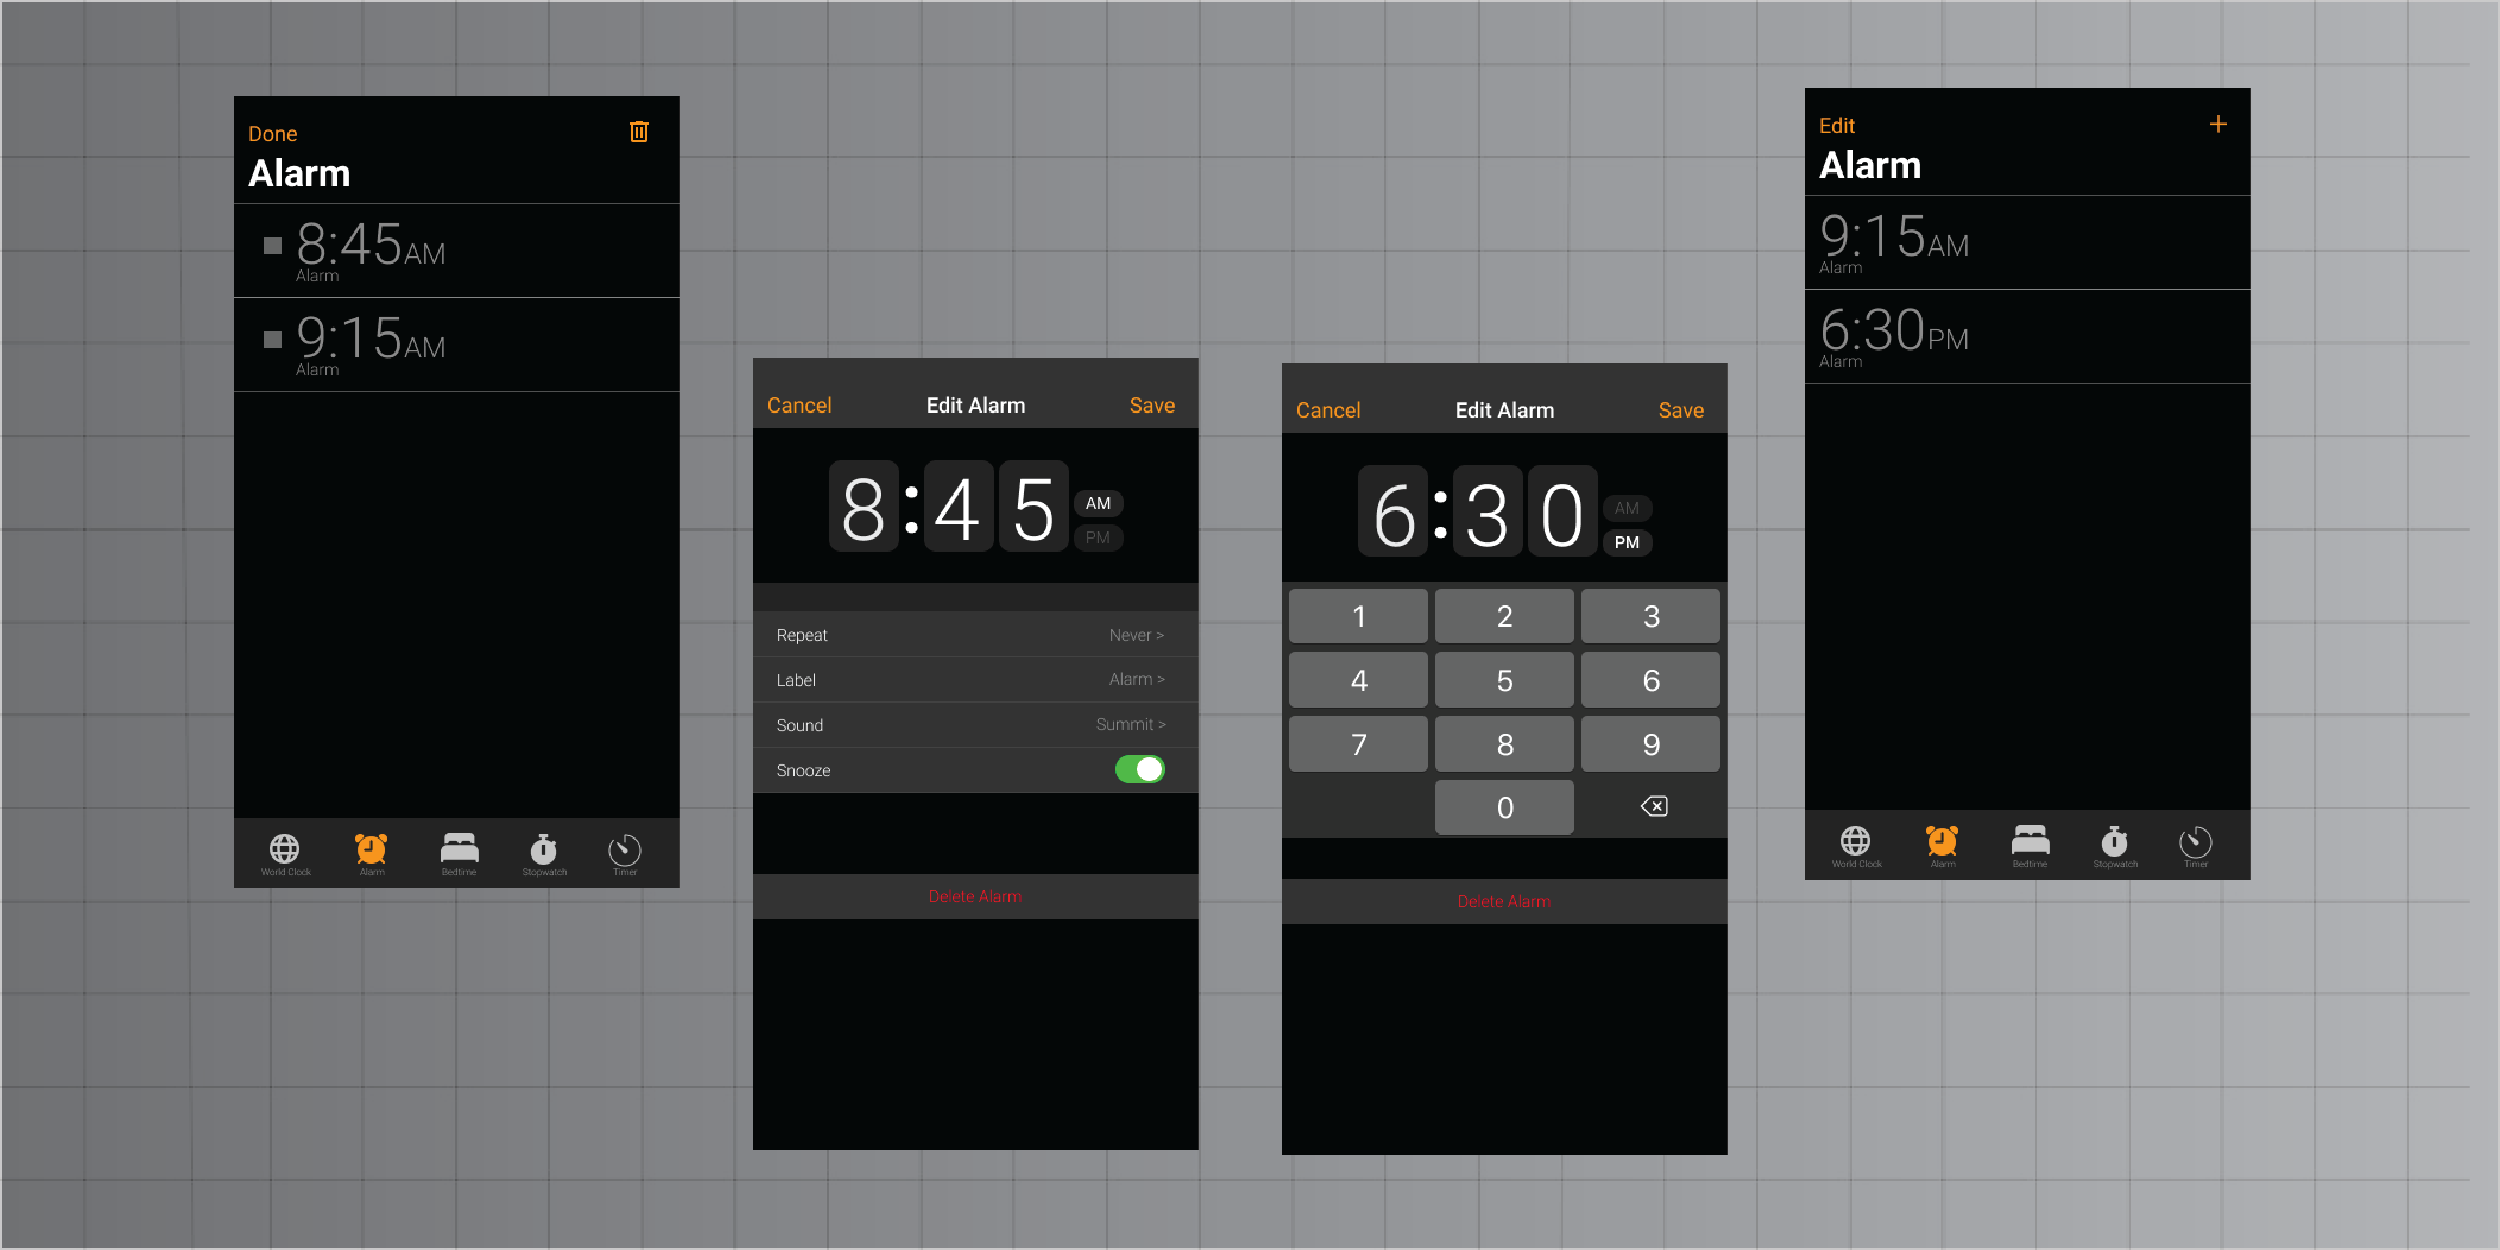 Done
Alarm
8:45AM
Alarm
9:15AM
Alarm
World Clock
Alarm
Bedtime
Stopwatch
Timer
Cancel
Edit Alarm
Save
8:45
AM
PM
Repeat
Never >
Label
Alarm >
Sound
Summit >
Snooze
Delete Alarm
Cancel
Edit Alarm
Save
6:30
AM
PM
1 2 3
4 5 6
7 8 9
0
Delete Alarm
Edit
+
Alarm
9:15AM
Alarm
6:30PM
Alarm
World Clock
Alarm
Bedtime
Stopwatch
Timer